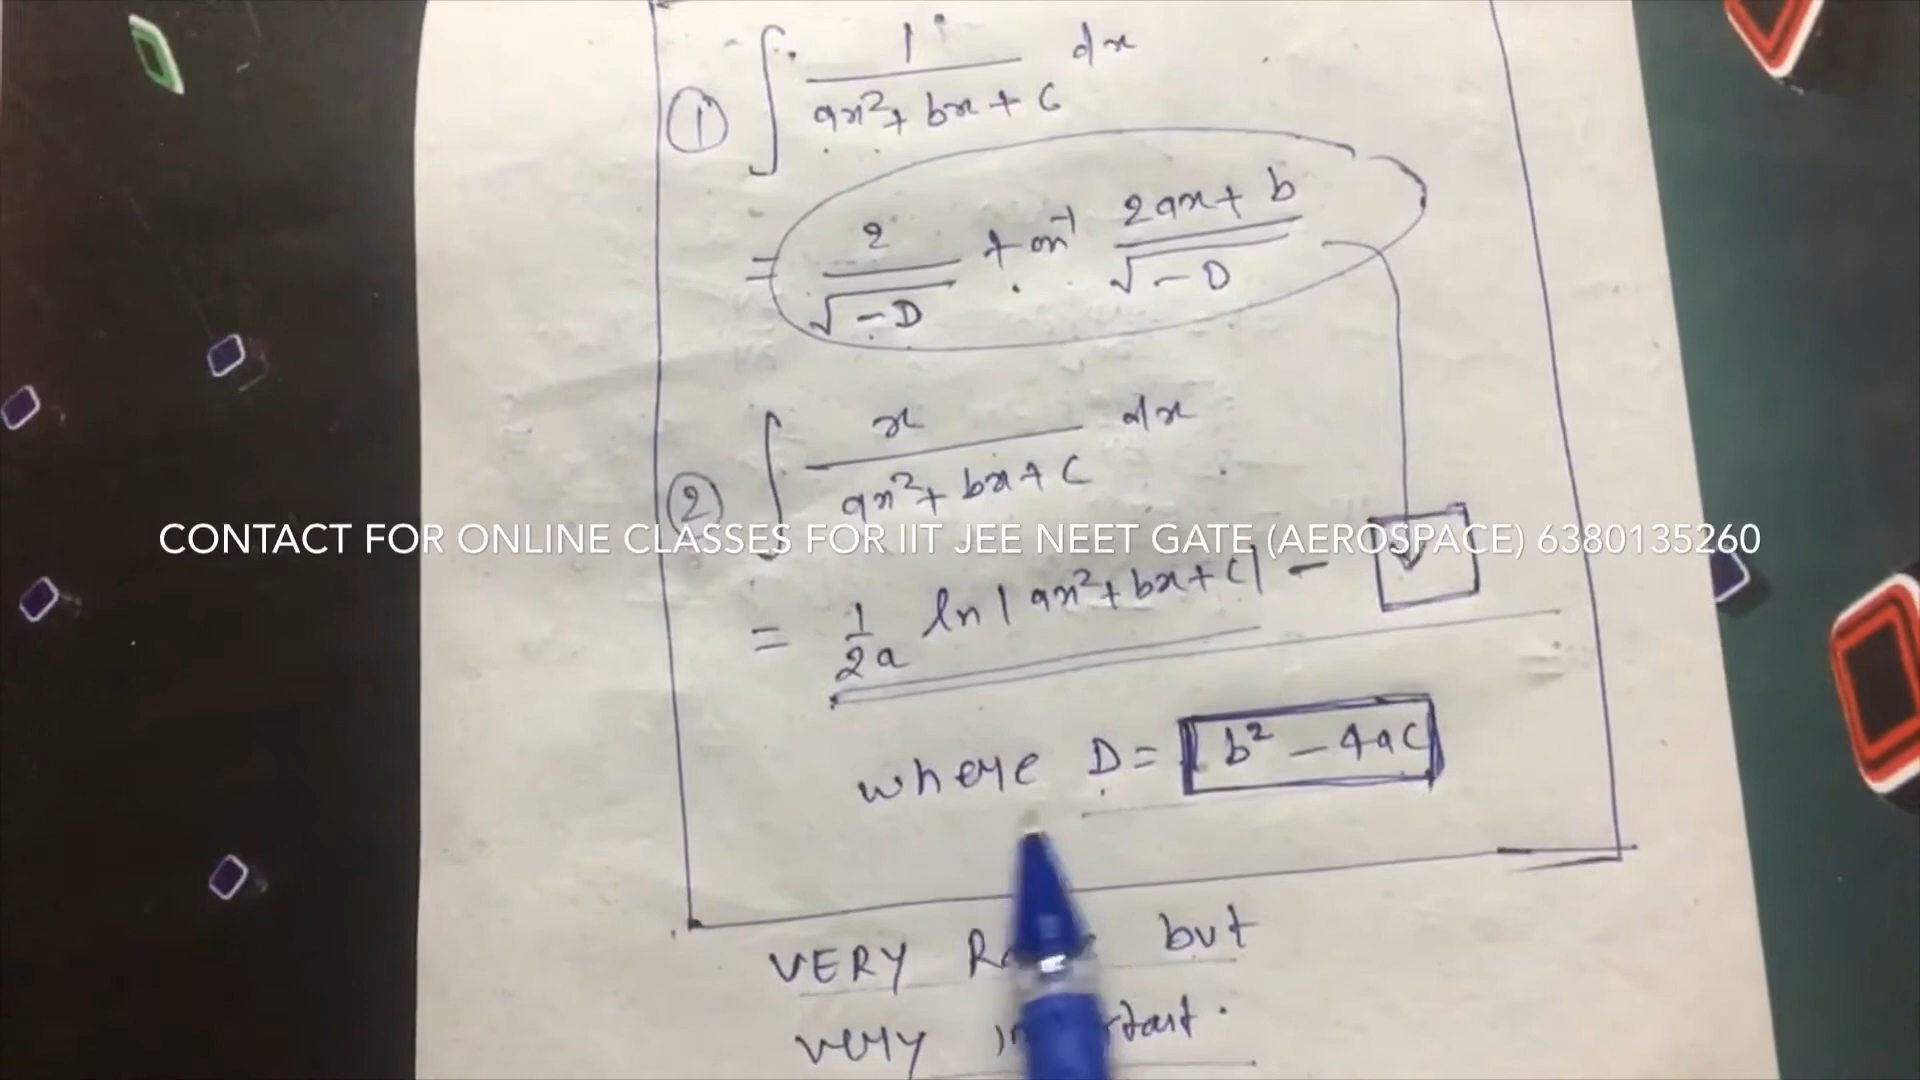 ① ∫ 1/(ax²+bx+c) dx
= 2/√-D tan⁻¹ (2ax+b)/√-D
② ∫ x/(ax²+bx+c) dx
CONTACT FOR ONLINE CLASSES FOR IIT JEE NEET GATE (AEROSPACE) 6380135260
= 1/2a ln|ax²+bx+c| -
where D = b²-4ac
VERY but
very